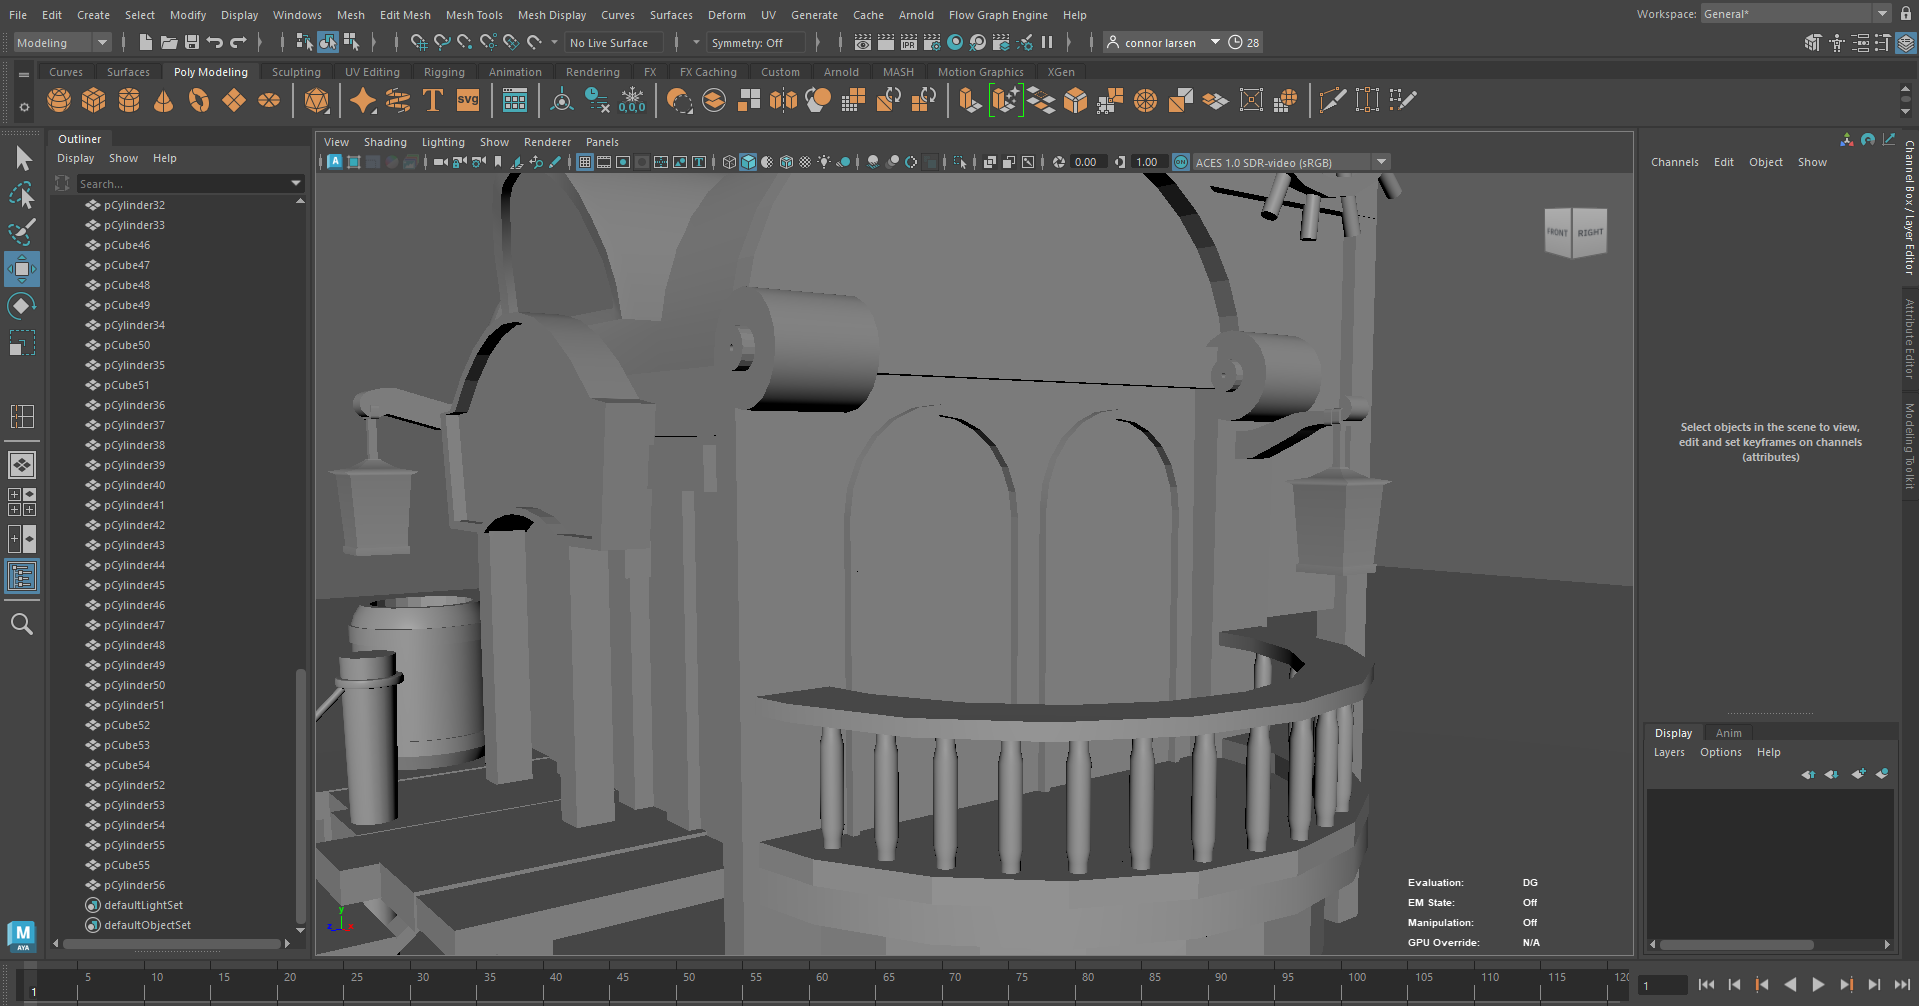 File Edit Create Select Modify Display Windows Mesh Edit Mesh Mesh Tools Mesh Display Curves Surfaces Deform UV Generate Cache Arnold Flow Graph Engine Help
Workspace: General*
Modeling
No Live Surface
Symmetry: Off
IPR
connor larsen
28
Curves Surfaces Poly Modeling Sculpting UV Editing Rigging Animation Rendering FX FX Caching Custom Arnold MASH Motion Graphics XGen
T
svg
0,0,0
Outliner
Display Show Help
Search...
pCylinder32
pCylinder33
pCube46
pCube47
pCube48
pCube49
pCylinder34
pCube50
pCylinder35
pCube51
pCylinder36
pCylinder37
pCylinder38
pCylinder39
pCylinder40
pCylinder41
pCylinder42
pCylinder43
pCylinder44
pCylinder45
pCylinder46
pCylinder47
pCylinder48
pCylinder49
pCylinder50
pCylinder51
pCube52
pCube53
pCube54
pCylinder52
pCylinder53
pCylinder54
pCylinder55
pCube55
pCylinder56
defaultLightSet
defaultObjectSet
M
AYA
View Shading Lighting Show Renderer Panels
A
T
0.00
1.00
ON
ACES 1.0 SDR-video (sRGB)
FRONT
RIGHT
y
z
x
Evaluation: DG
EM State: Off
Manipulation: Off
GPU Override: N/A
Channels Edit Object Show
Select objects in the scene to view,
edit and set keyframes on channels
(attributes)
Channel Box / Layer Editor
Attribute Editor
Modeling Toolkit
Display Anim
Layers Options Help
5 10 15 20 25 30 35 40 45 50 55 60 65 70 75 80 85 90 95 100 105 110 115 120
1
1